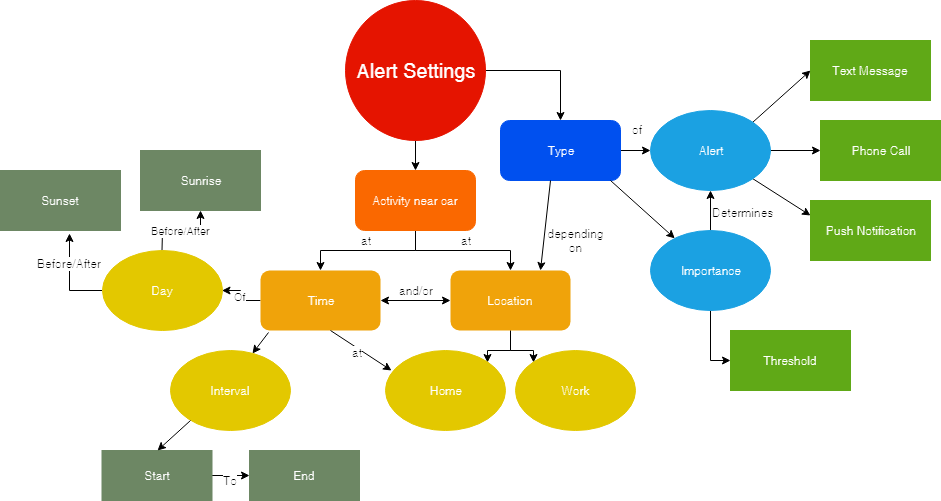 Alert Settings
Text Message
of
Type
Alert
Phone Call
Sunrise
Sunset
Activity near car
Determines
Push Notification
Before/After
at
at
depending
on
Before/After
Importance
Day
Of
Time
and/or
Location
at
Threshold
Interval
Home
Work
Start
To
End